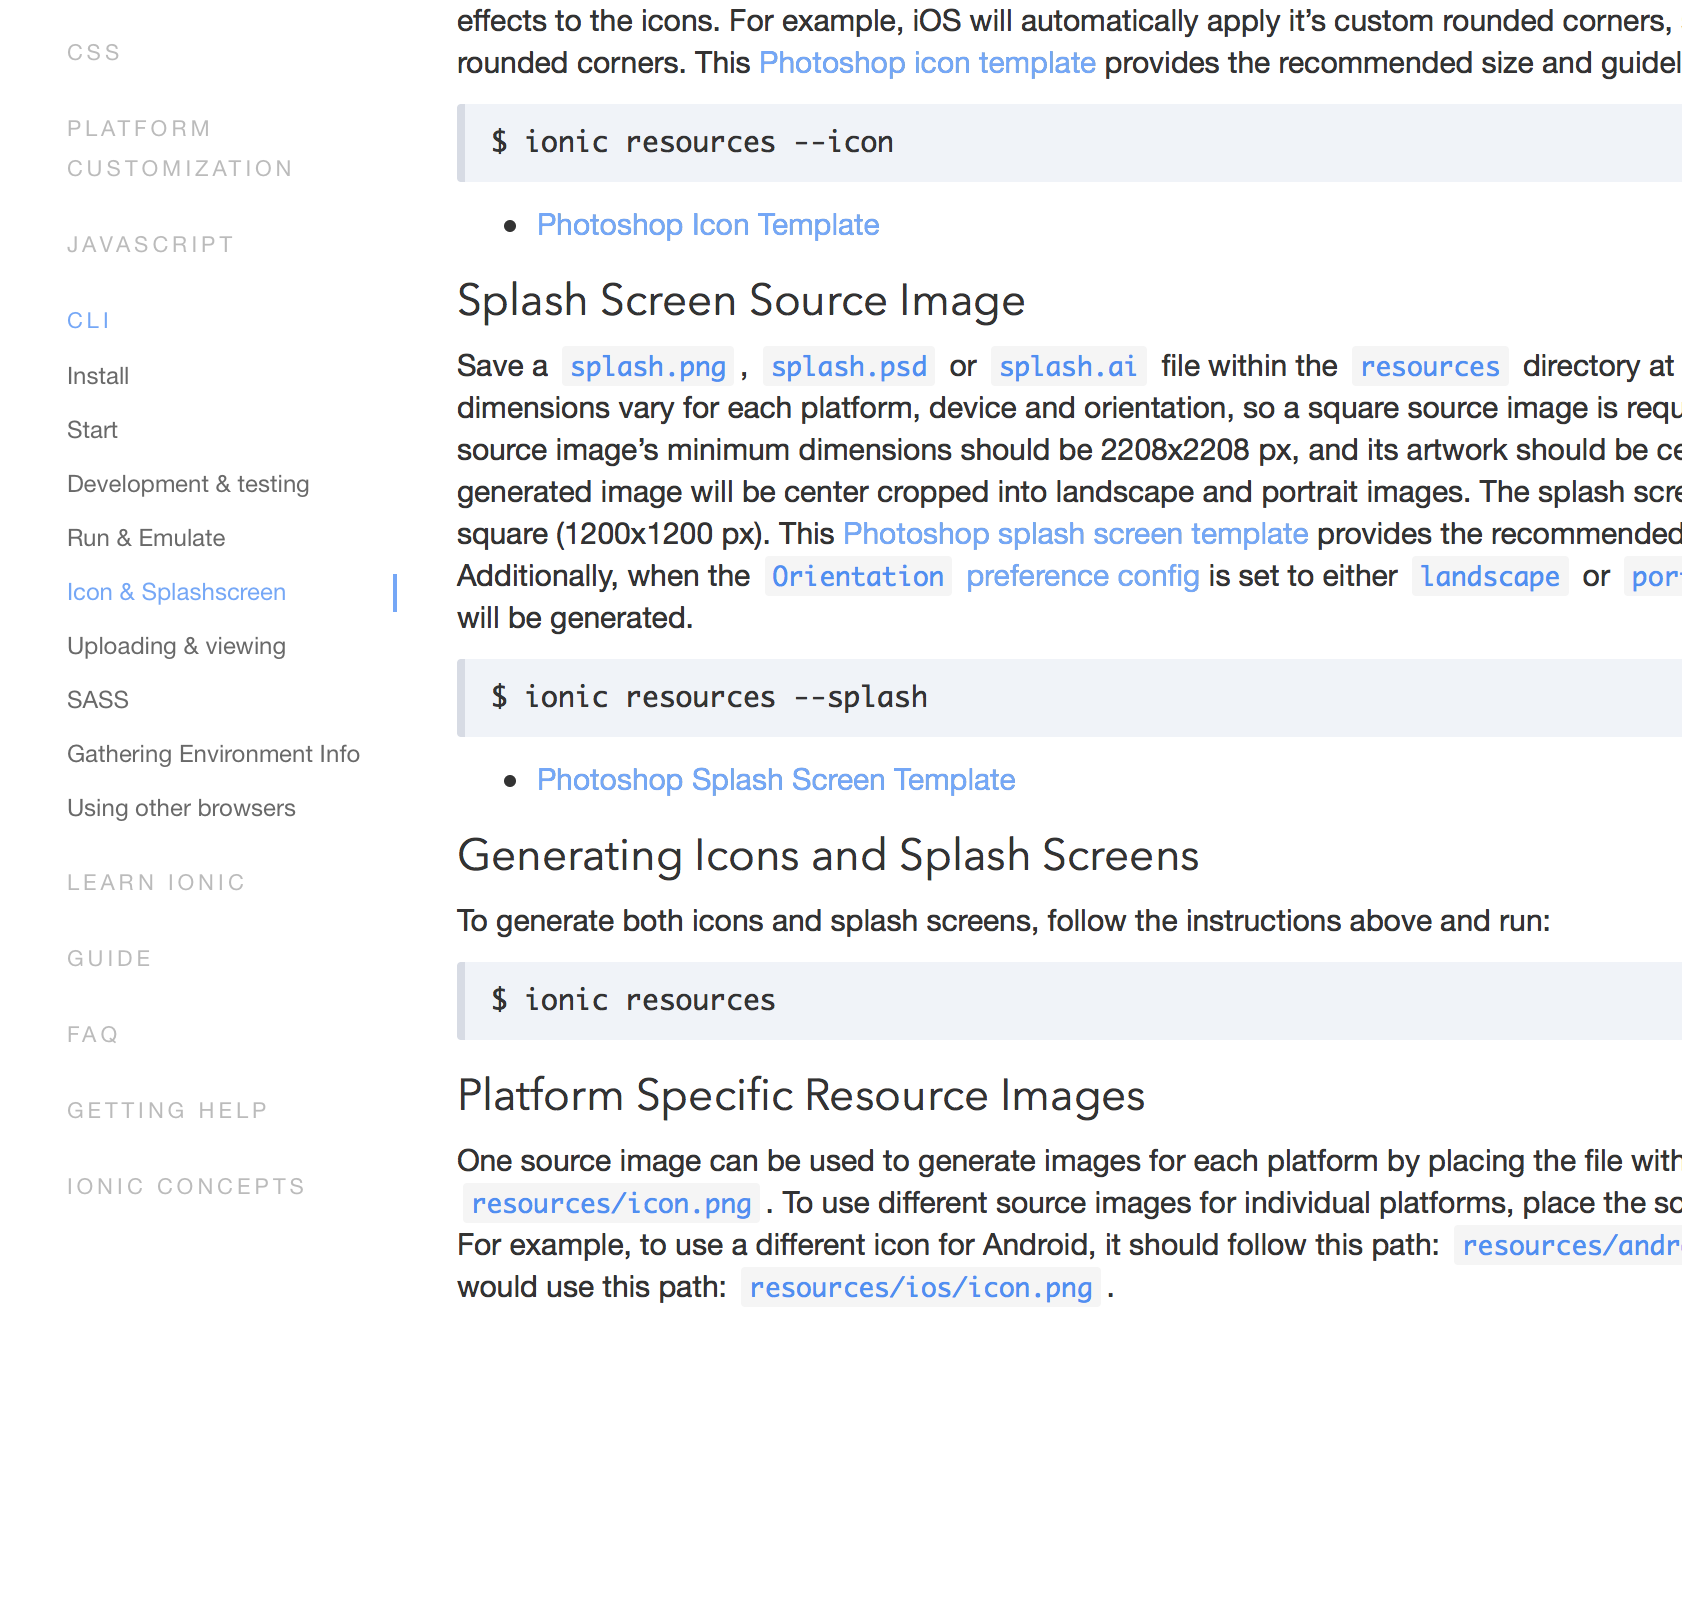 CSS
PLATFORM
CUSTOMIZATION
JAVASCRIPT
CLI
Install
Start
Development & testing
Run & Emulate
Icon & Splashscreen
Uploading & viewing
SASS
Gathering Environment Info
Using other browsers
LEARN IONIC
GUIDE
FAQ
GETTING HELP
IONIC CONCEPTS
effects to the icons. For example, iOS will automatically apply it’s custom rounded corners,
rounded corners. This Photoshop icon template provides the recommended size and guidel
$ ionic resources --icon
• Photoshop Icon Template
Splash Screen Source Image
Save a splash.png, splash.psd or splash.ai file within the resources directory at
dimensions vary for each platform, device and orientation, so a square source image is requ
source image’s minimum dimensions should be 2208x2208 px, and its artwork should be ce
generated image will be center cropped into landscape and portrait images. The splash scre
square (1200x1200 px). This Photoshop splash screen template provides the recommended
Additionally, when the Orientation preference config is set to either landscape or por
will be generated.
$ ionic resources --splash
• Photoshop Splash Screen Template
Generating Icons and Splash Screens
To generate both icons and splash screens, follow the instructions above and run:
$ ionic resources
Platform Specific Resource Images
One source image can be used to generate images for each platform by placing the file with
resources/icon.png. To use different source images for individual platforms, place the so
For example, to use a different icon for Android, it should follow this path: resources/andr
would use this path: resources/ios/icon.png.